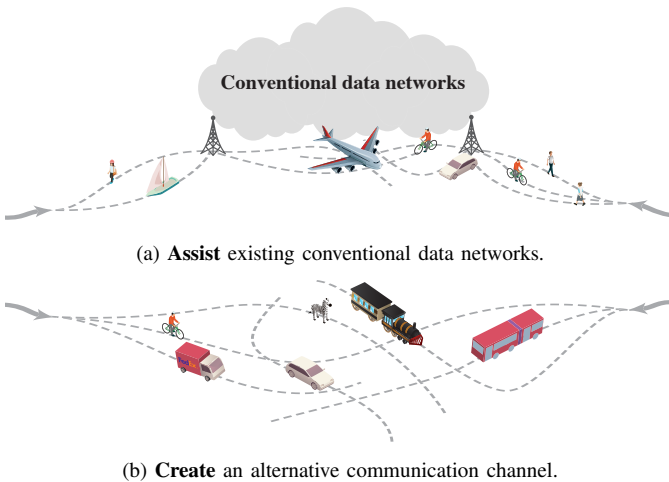 Conventional data networks
(a) Assist existing conventional data networks.
(b) Create an alternative communication channel.